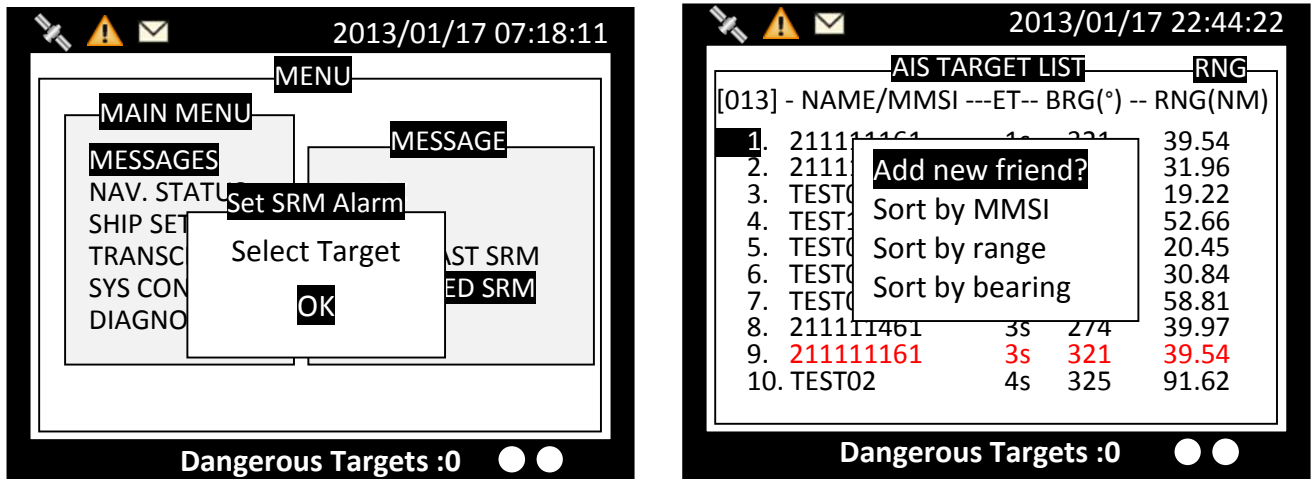 2013/01/17 07:18:11
MENU
MAIN MENU
MESSAGE
MESSAGES
NAV. STATUS
SHIP SET
TRANSC
AST SRM
SYS CON
ED SRM
DIAGNO
Set SRM Alarm
Select Target
OK
Dangerous Targets :0
2013/01/17 22:44:22
AIS TARGET LIST RNG
[013] - NAME/MMSI ---ET-- BRG(°) -- RNG(NM)
1. 211111161 1s 321 39.54
2. 2111 31.96
3. TEST0 19.22
4. TEST1 52.66
5. TEST0 20.45
6. TEST0 30.84
7. TEST0 58.81
8. 211111461 3s 274 39.97
9. 211111161 3s 321 39.54
10. TEST02 4s 325 91.62
Add new friend?
Sort by MMSI
Sort by range
Sort by bearing
Dangerous Targets :0